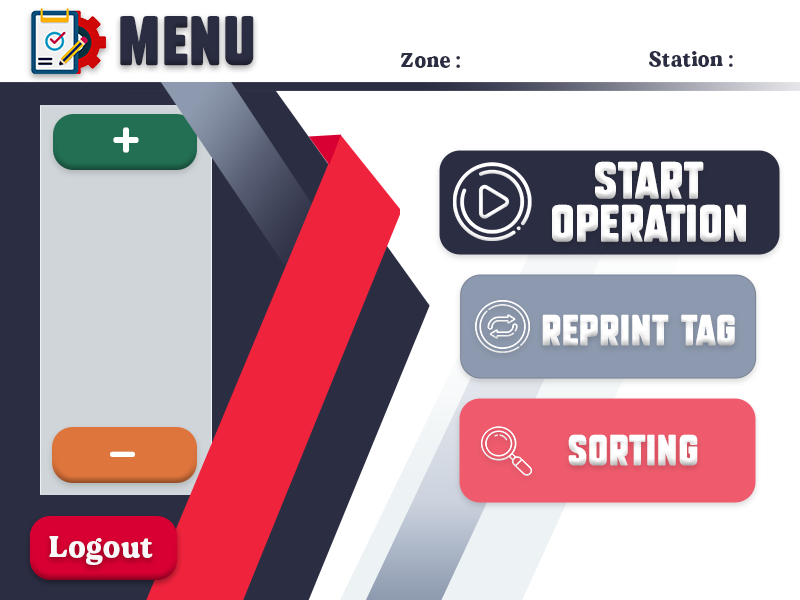 MENU
Zone :
Station :
+
START
OPERATION
REPRINT TAG
SORTING
−
Logout